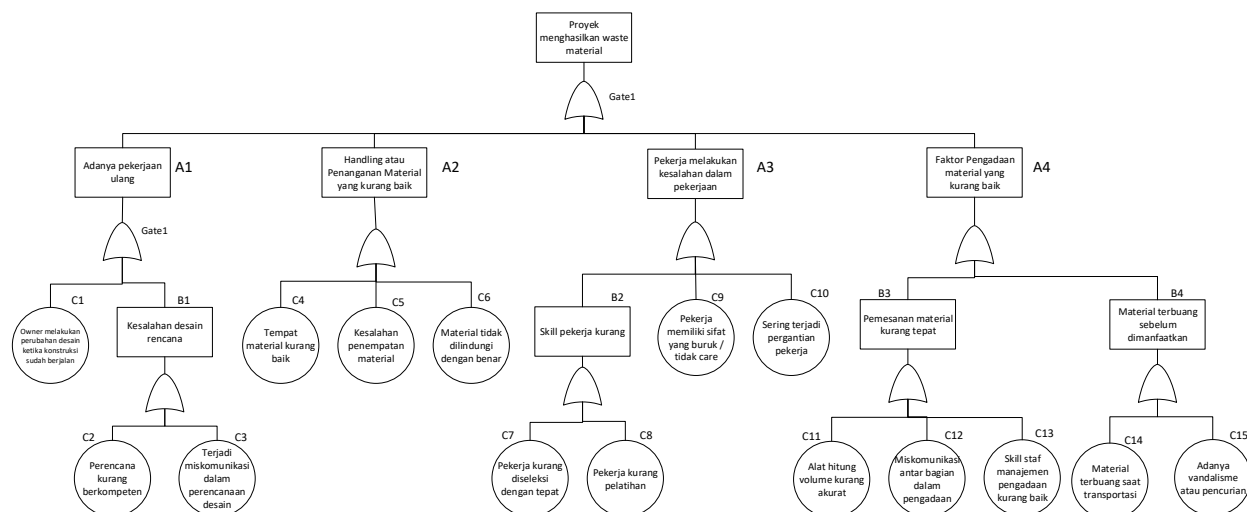 Proyek
menghasilkan waste
material
Gate1
Adanya pekerjaan
ulang
A1
Handling atau
Penanganan Material
yang kurang baik
A2
Pekerja melakukan
kesalahan dalam
pekerjaan
A3
Faktor Pengadaan
material yang
kurang baik
A4
Gate1
C1
Owner melakukan
perubahan desain
ketika konstruksi
sudah berjalan
B1
Kesalahan desain
rencana
C4
Tempat
material kurang
baik
C5
Kesalahan
penempatan
material
C6
Material tidak
dilindungi
dengan benar
B2
Skill pekerja kurang
C9
Pekerja
memiliki sifat
yang buruk /
tidak care
C10
Sering terjadi
pergantian
pekerja
B3
Pemesanan material
kurang tepat
B4
Material terbuang
sebelum
dimanfaatkan
C2
Perencana
kurang
berkompeten
C3
Terjadi
miskomunikasi
dalam
perencanaan
desain
C7
Pekerja kurang
diseleksi
dengan tepat
C8
Pekerja kurang
pelatihan
C11
Alat hitung
volume kurang
akurat
C12
Miskomunikasi
antar bagian
dalam
pengadaan
C13
Skill staf
manajemen
pengadaan
kurang baik
C14
Material
terbuang saat
transportasi
C15
Adanya
vandalisme
atau pencurian